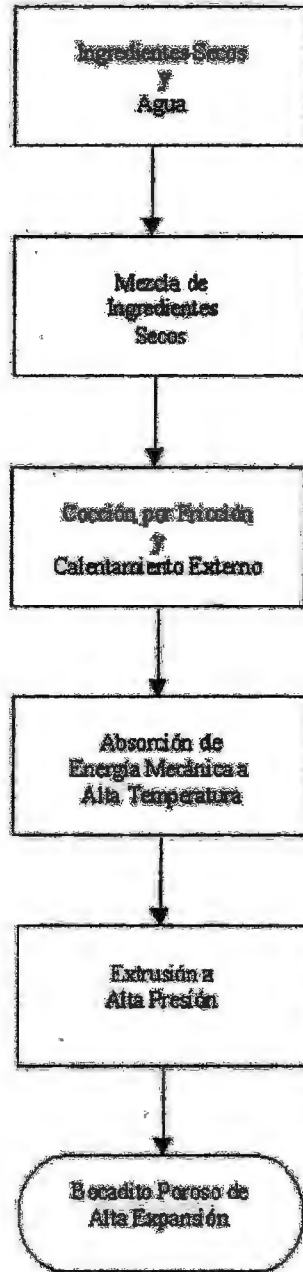 Ingredientes Secos
y
Agua
Mezcla de
Ingredientes
Secos
Cocción por Fricción
y
Calentamiento Externo
Absorción de
Energía Mecánica a
Alta Temperatura
Extrusión a
Alta Presión
Bocadito Poroso de
Alta Expansión